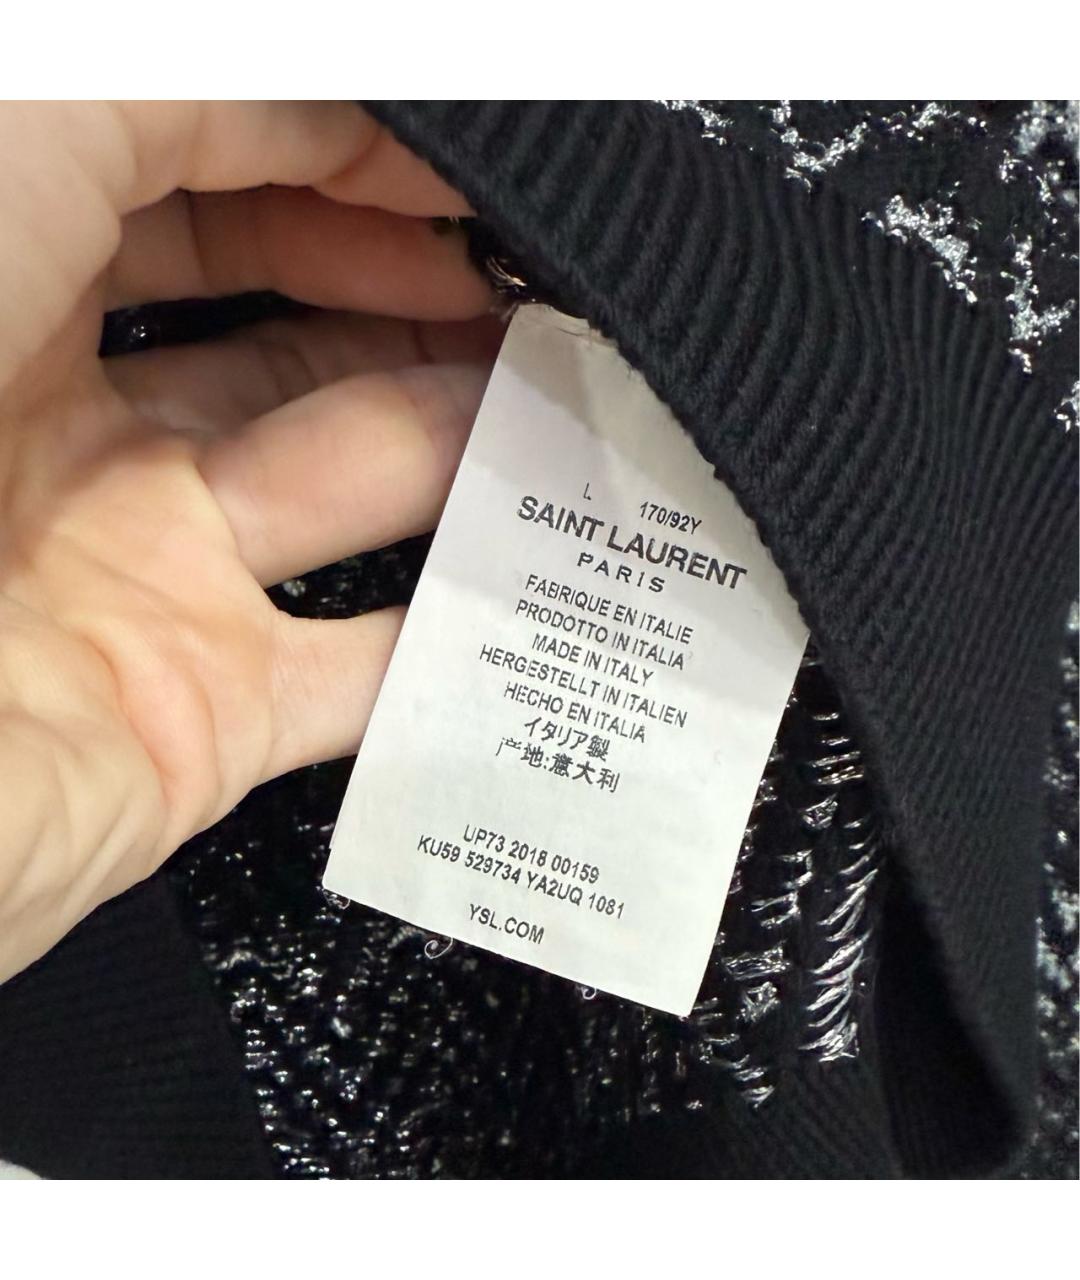 L 170/92Y
SAINT LAURENT
PARIS
FABRIQUE EN ITALIE
PRODOTTO IN ITALIA
MADE IN ITALY
HERGESTELLT IN ITALIEN
HECHO EN ITALIA
イタリア製
产地:意大利
UP73 2018 00159
KU59 529734 YA2UQ 1081
YSL.COM